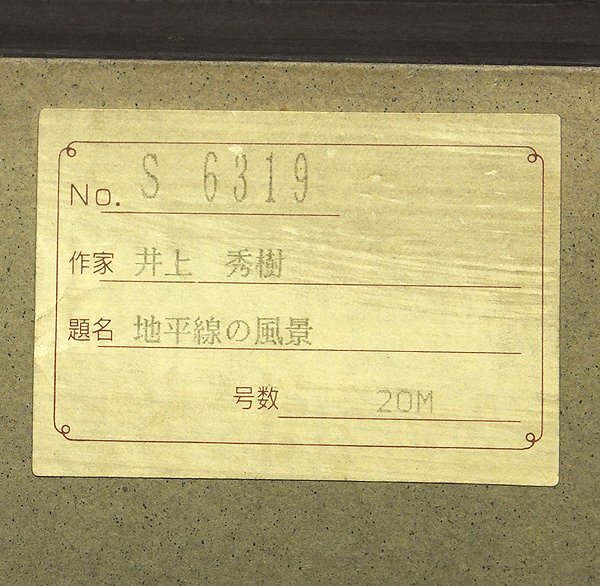 No. S 6319
作家 井上 秀樹
題名 地平線の風景
号数 20M